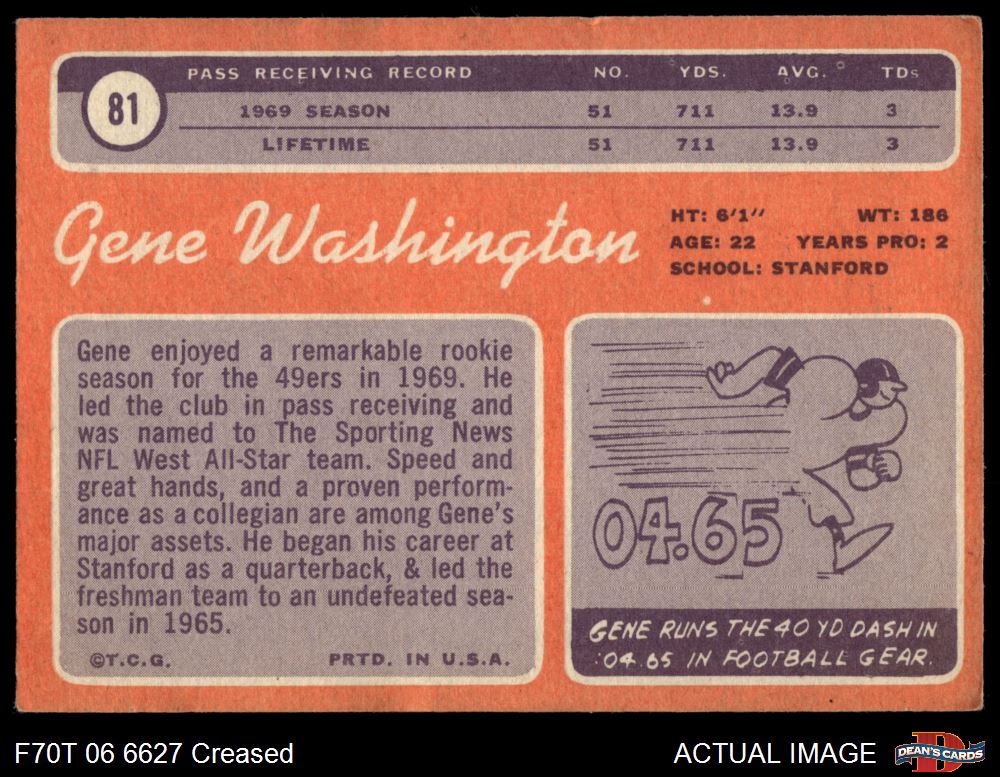 81
PASS RECEIVING RECORD NO. YDS. AVG. TDs
1969 SEASON 51 711 13.9 3
LIFETIME 51 711 13.9 3
Gene Washington
HT: 6'1" WT: 186
AGE: 22 YEARS PRO: 2
SCHOOL: STANFORD
Gene enjoyed a remarkable rookie
season for the 49ers in 1969. He
led the club in pass receiving and
was named to The Sporting News
NFL West All-Star team. Speed and
great hands, and a proven perform-
ance as a collegian are among Gene's
major assets. He began his career at
Stanford as a quarterback, & led the
freshman team to an undefeated sea-
son in 1965.
©T.C.G. PRTD. IN U.S.A.
04.65
GENE RUNS THE 40 YD DASH IN
:04.65 IN FOOTBALL GEAR.
F70T 06 6627 Creased
ACTUAL IMAGE
DEAN'S CARDS